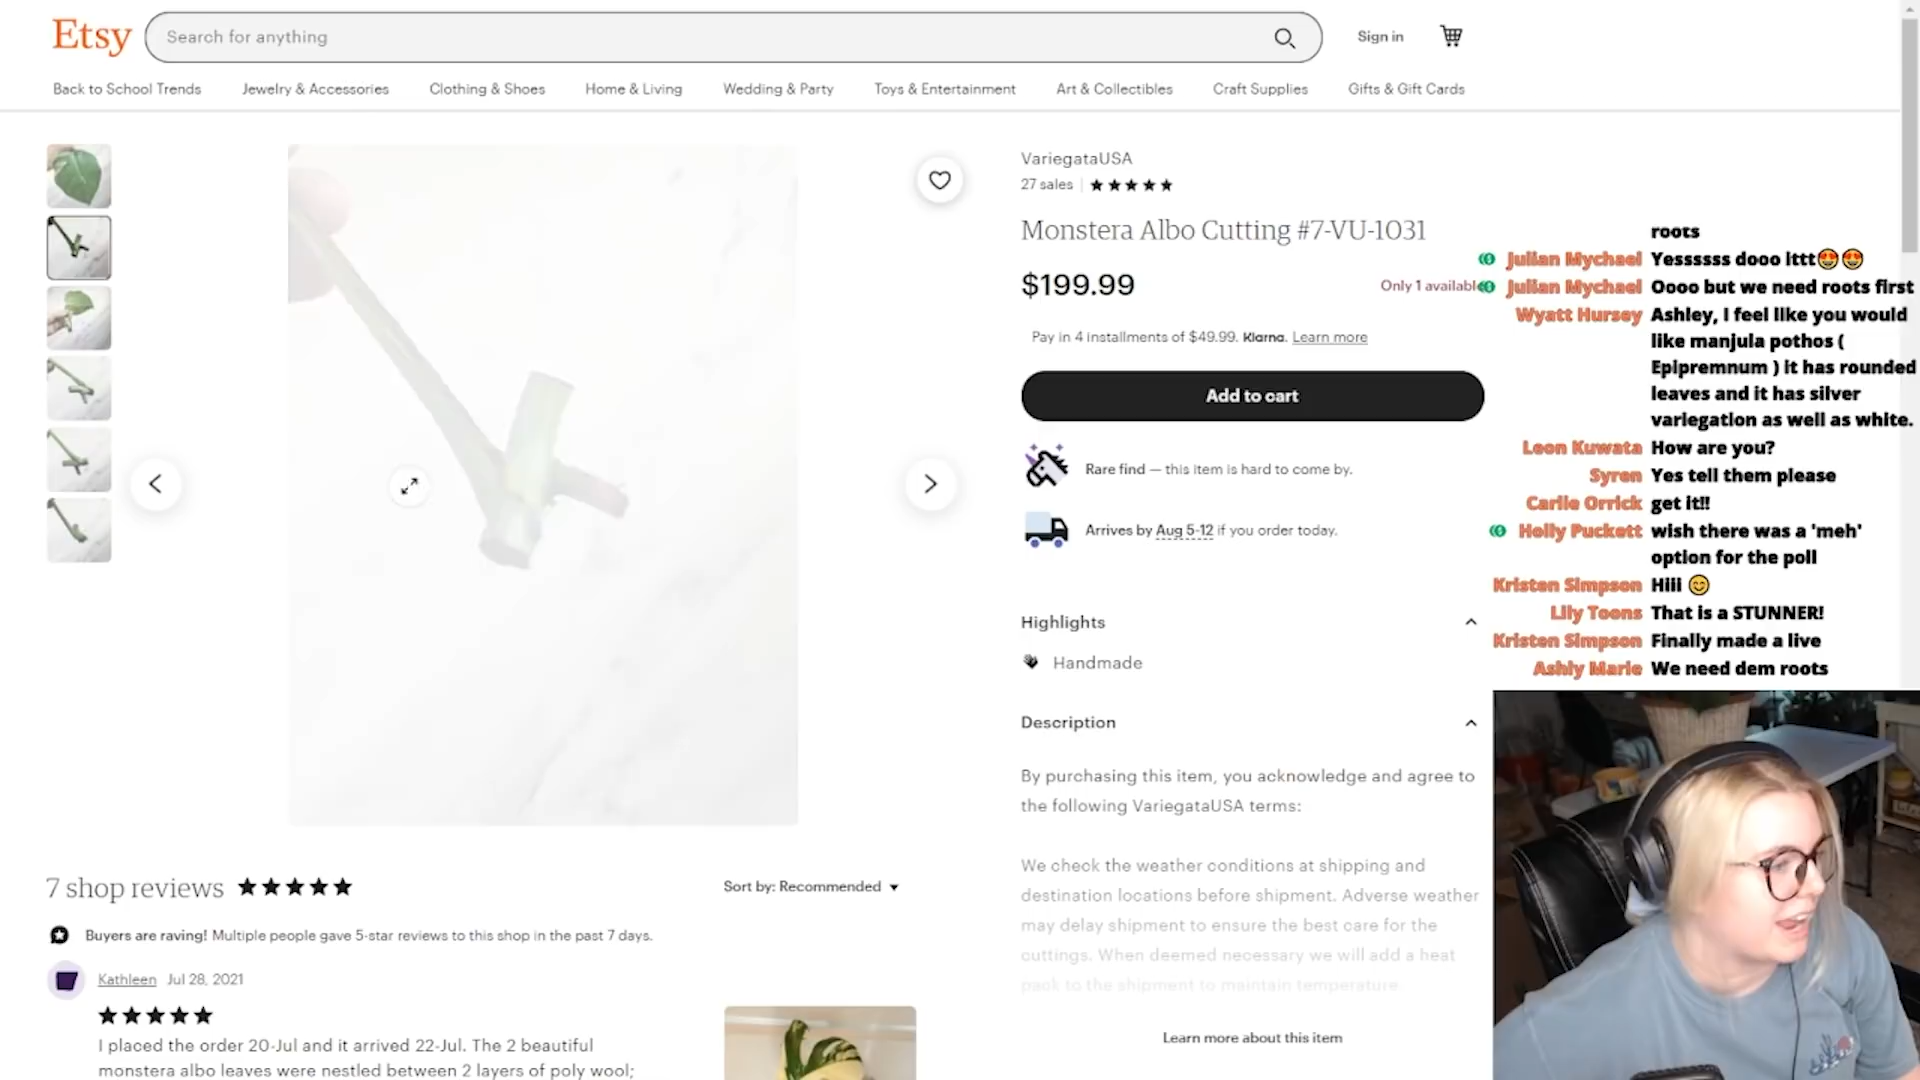 Etsy
Search for anything
Sign in
Back to School Trends
Jewelry & Accessories
Clothing & Shoes
Home & Living
Wedding & Party
Toys & Entertainment
Art & Collectibles
Craft Supplies
Gifts & Gift Cards
VariegataUSA
27 sales
Monstera Albo Cutting #7-VU-1031
$199.99
Only 1 available
Pay in 4 installments of $49.99. Klarna. Learn more
Add to cart
Rare find — this item is hard to come by.
Arrives by Aug 5-12 if you order today.
Highlights
Handmade
Description
By purchasing this item, you acknowledge and agree to
the following VariegataUSA terms:
We check the weather conditions at shipping and
destination locations before shipment. Adverse weather
may delay shipment to ensure the best care for the
cuttings. When deemed necessary we will add a heat
pack to the shipment to maintain temperature.
Learn more about this item
7 shop reviews
Sort by: Recommended
Buyers are raving! Multiple people gave 5-star reviews to this shop in the past 7 days.
Kathleen Jul 28, 2021
I placed the order 20-Jul and it arrived 22-Jul. The 2 beautiful
monstera albo leaves were nestled between 2 layers of poly wool;
roots
Julian Mychael Yessssss dooo ittt😍😍
Julian Mychael Oooo but we need roots first
Wyatt Hursey Ashley, I feel like you would
like manjula pothos (
Epipremnum ) it has rounded
leaves and it has silver
variegation as well as white.
Leon Kuwata How are you?
Syren Yes tell them please
Carlie Orrick get it!!
Holly Puckett wish there was a 'meh'
option for the poll
Kristen Simpson Hiii 😊
Lily Toons That is a STUNNER!
Kristen Simpson Finally made a live
Ashly Marie We need dem roots